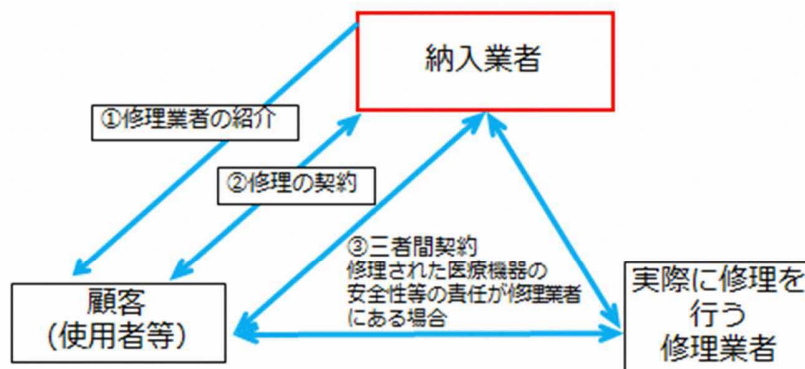 納入業者
①修理業者の紹介
②修理の契約
③三者間契約
修理された医療機器の
安全性等の責任が修理業者
にある場合
顧客
(使用者等)
実際に修理を
行う
修理業者